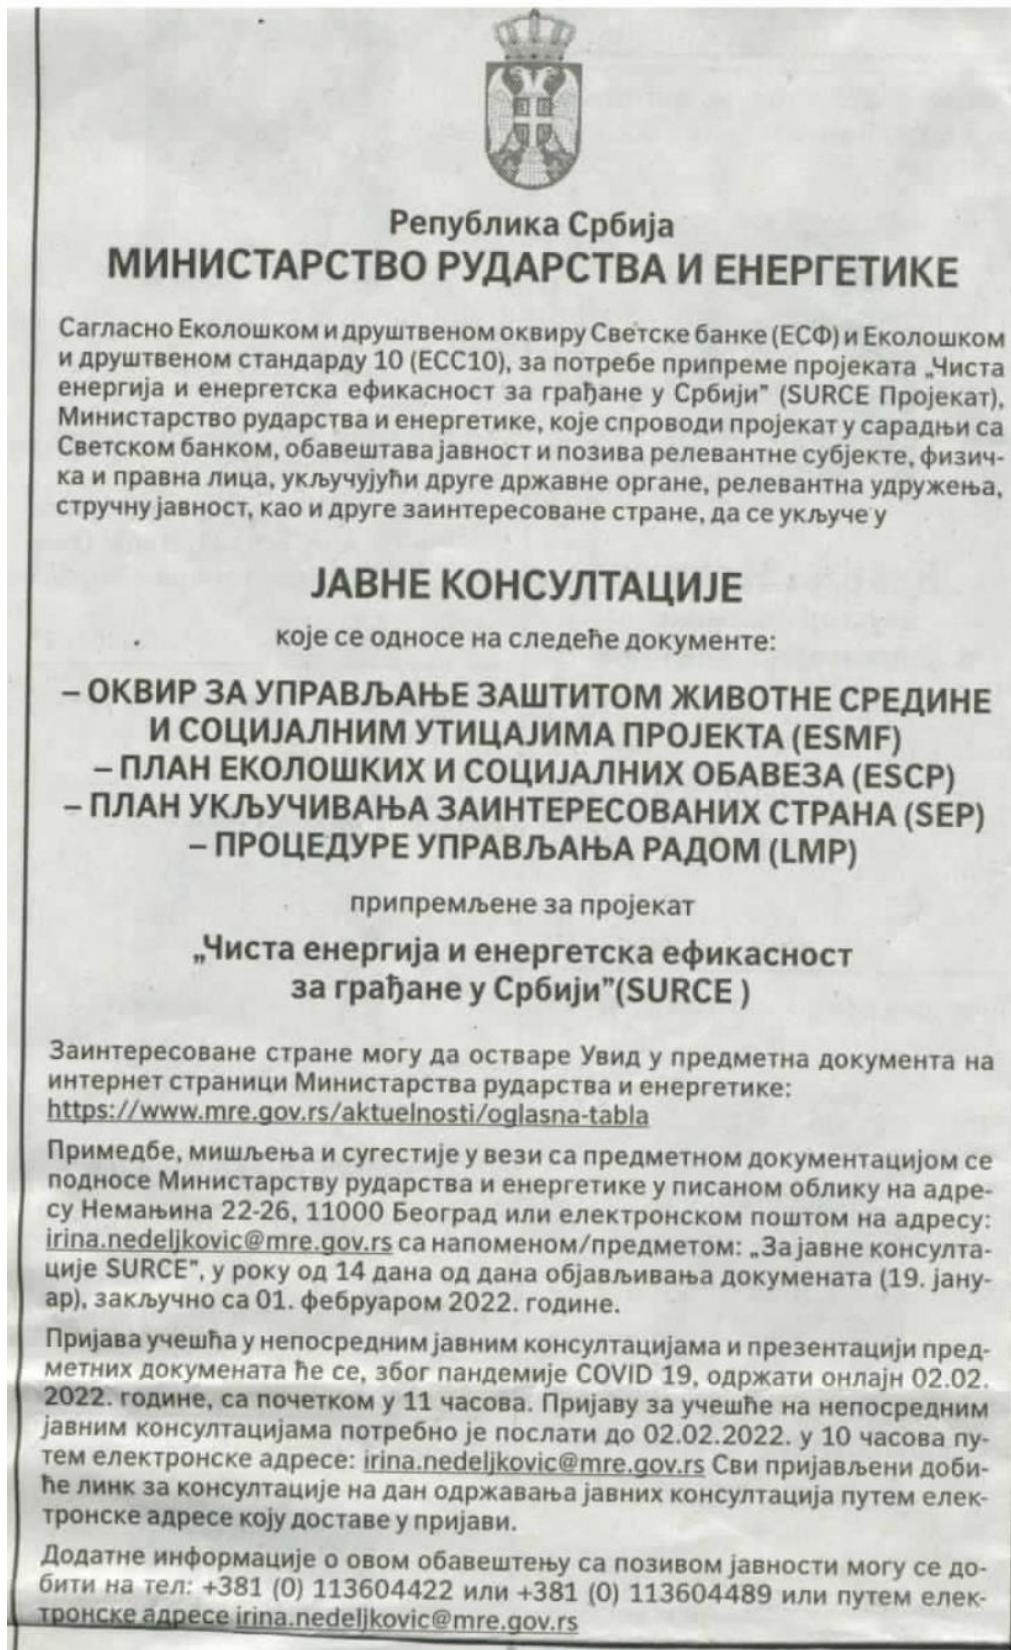 Република Србија
МИНИСТАРСТВО РУДАРСТВА И ЕНЕРГЕТИКЕ
Сагласно Еколошком и друштвеном оквиру Светске банке (ЕСФ) и Еколошком
и друштвеном стандарду 10 (ЕСС10), за потребе припреме пројеката „Чиста
енергија и енергетска ефикасност за грађане у Србији” (SURCE Пројекат),
Министарство рударства и енергетике, које спроводи пројекат у сарадњи са
Светском банком, обавештава јавност и позива релевантне субјекте, физич-
ка и правна лица, укључујући друге државне органе, релевантна удружења,
стручну јавност, као и друге заинтересоване стране, да се укључе у
ЈАВНЕ КОНСУЛТАЦИЈЕ
које се односе на следеће документе:
– ОКВИР ЗА УПРАВЉАЊЕ ЗАШТИТОМ ЖИВОТНЕ СРЕДИНЕ
И СОЦИЈАЛНИМ УТИЦАЈИМА ПРОЈЕКТА (ESMF)
– ПЛАН ЕКОЛОШКИХ И СОЦИЈАЛНИХ ОБАВЕЗА (ESCP)
– ПЛАН УКЉУЧИВАЊА ЗАИНТЕРЕСОВАНИХ СТРАНА (SEP)
– ПРОЦЕДУРЕ УПРАВЉАЊА РАДОМ (LMP)
припремљене за пројекат
„Чиста енергија и енергетска ефикасност
за грађане у Србији”(SURCE )
Заинтересоване стране могу да остваре Увид у предметна документа на
интернет страници Министарства рударства и енергетике:
https://www.mre.gov.rs/aktuelnosti/oglasna-tabla
Примедбе, мишљења и сугестије у вези са предметном документацијом се
подносе Министарству рударства и енергетике у писаном облику на адре-
су Немањина 22-26, 11000 Београд или електронском поштом на адресу:
irina.nedeljkovic@mre.gov.rs са напоменом/предметом: „За јавне консулта-
ције SURCE”, у року од 14 дана од дана објављивања докумената (19. јану-
ар), закључно са 01. фебруаром 2022. године.
Пријава учешћа у непосредним јавним консултацијама и презентацији пред-
метних докумената ће се, због пандемије COVID 19, одржати онлајн 02.02.
2022. године, са почетком у 11 часова. Пријаву за учешће на непосредним
јавним консултацијама потребно је послати до 02.02.2022. у 10 часова пу-
тем електронске адресе: irina.nedeljkovic@mre.gov.rs Сви пријављени доби-
ће линк за консултације на дан одржавања јавних консултација путем елек-
тронске адресе коју доставе у пријави.
Додатне информације о овом обавештењу са позивом јавности могу се до-
бити на тел: +381 (0) 113604422 или +381 (0) 113604489 или путем елек-
тронске адресе irina.nedeljkovic@mre.gov.rs